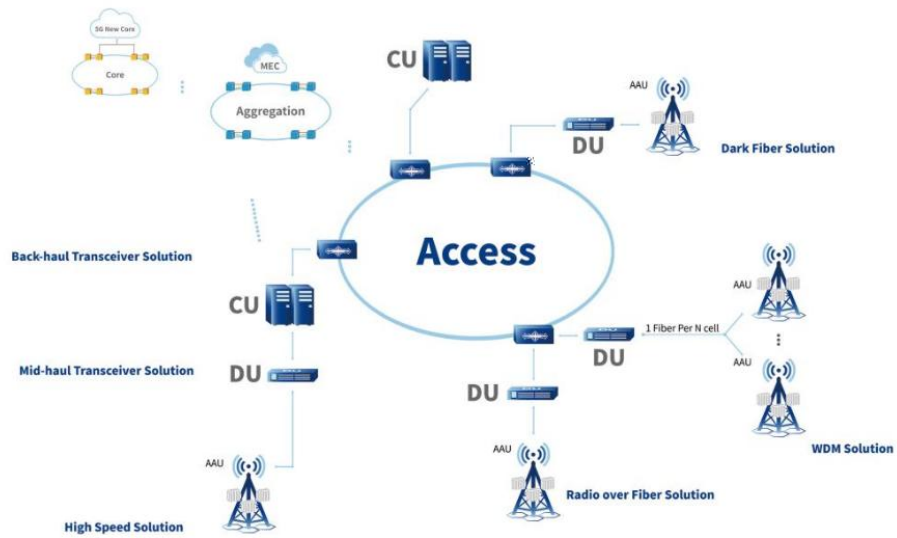 5G New Core
Core
MEC
Aggregation
CU
AAU
DU
Dark Fiber Solution
Access
Back-haul Transceiver Solution
CU
AAU
1 Fiber Per N cell
DU
AAU
Mid-haul Transceiver Solution
DU
DU
WDM Solution
AAU
AAU
High Speed Solution
Radio over Fiber Solution